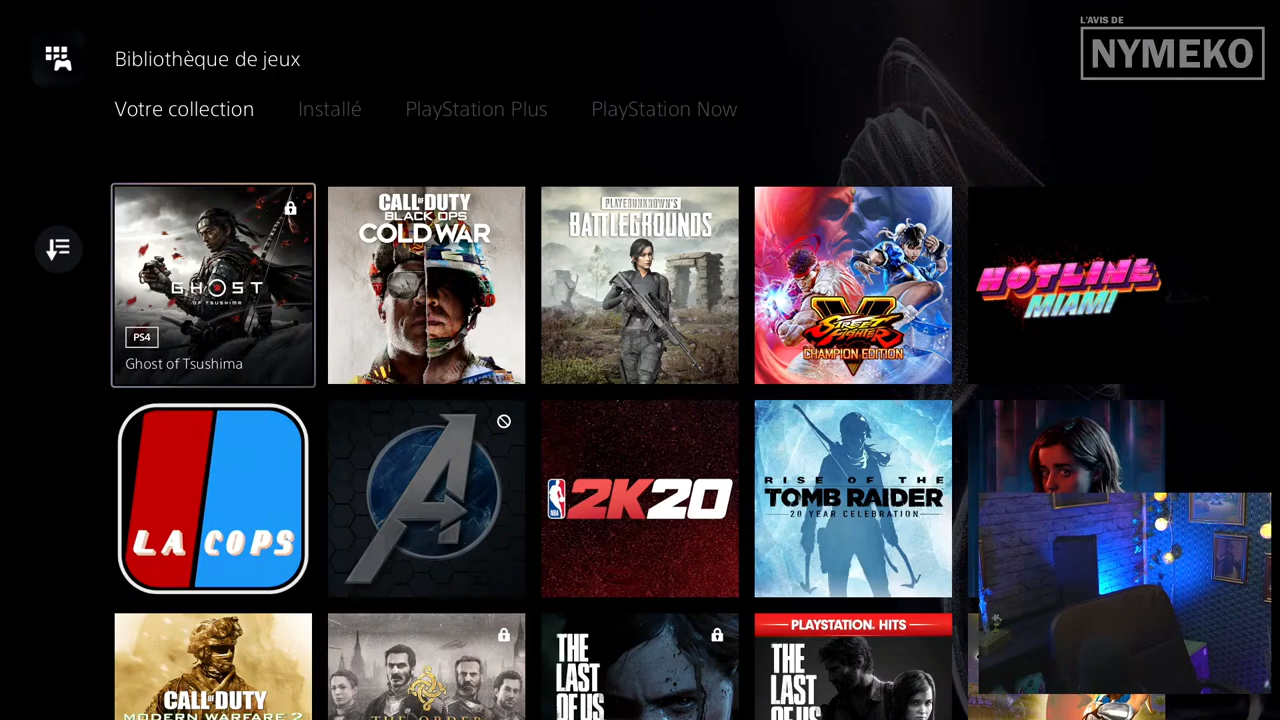 L'AVIS DE
NYMEKO
Bibliothèque de jeux
Votre collection
Installé
PlayStation Plus
PlayStation Now
GHOST
OF TSUSHIMA
PS4
Ghost of Tsushima
CALL OF DUTY
BLACK OPS
COLD WAR
PLAYERUNKNOWN'S
BATTLEGROUNDS
V
STREET
FIGHTER
CHAMPION EDITION
HOTLINE
MIAMI
LA COPS
A
NBA
2K20
RISE OF THE
TOMB RAIDER
20 YEAR CELEBRATION
CALL OF DUTY
MODERN WARFARE 2
THE ORDER
THE
LAST
OF US
PLAYSTATION HITS
THE
LAST
OF US